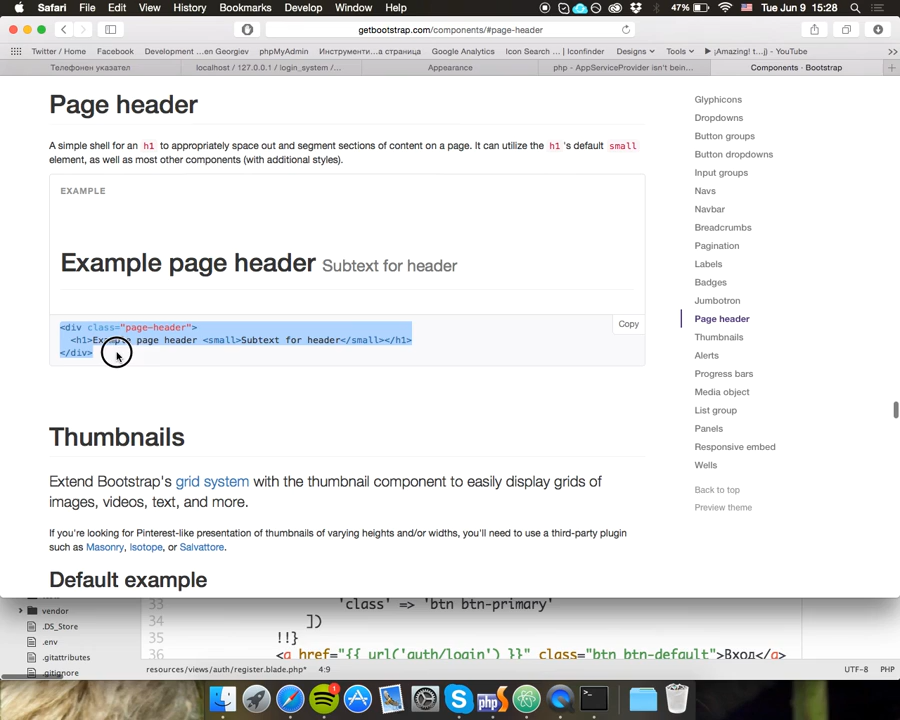 Safari File Edit View History Bookmarks Develop Window Help 47% Tue Jun 9 15:28
getbootstrap.com/components/#page-header
Twitter / Home Facebook Development ... en Georgiev phpMyAdmin Инструменти...а страница Google Analytics Icon Search ... | Iconfinder Designs Tools ▶ ¡Amazing! t...j) - YouTube >>
Телефонен указател localhost / 127.0.0.1 / login_system /... Appearance php - AppServiceProvider isn't bein... Components · Bootstrap +
Page header
A simple shell for an h1 to appropriately space out and segment sections of content on a page. It can utilize the h1 's default small
element, as well as most other components (with additional styles).
EXAMPLE
Example page header Subtext for header
Copy
<div class="page-header">
<h1>Example page header <small>Subtext for header</small></h1>
</div>
Thumbnails
Extend Bootstrap's grid system with the thumbnail component to easily display grids of
images, videos, text, and more.
If you're looking for Pinterest-like presentation of thumbnails of varying heights and/or widths, you'll need to use a third-party plugin
such as Masonry, Isotope, or Salvattore.
Default example
Glyphicons
Dropdowns
Button groups
Button dropdowns
Input groups
Navs
Navbar
Breadcrumbs
Pagination
Labels
Badges
Jumbotron
Page header
Thumbnails
Alerts
Progress bars
Media object
List group
Panels
Responsive embed
Wells
Back to top
Preview theme
vendor
.DS_Store
.env
.gitattributes
.gitignore
33 'class' => 'btn btn-primary'
34 ])
35 !!}
36 <a href="{{ url('auth/login') }}" class="btn btn-default">Вход</a>
resources/views/auth/register.blade.php* 4:9 UTF-8 PHP
1
php